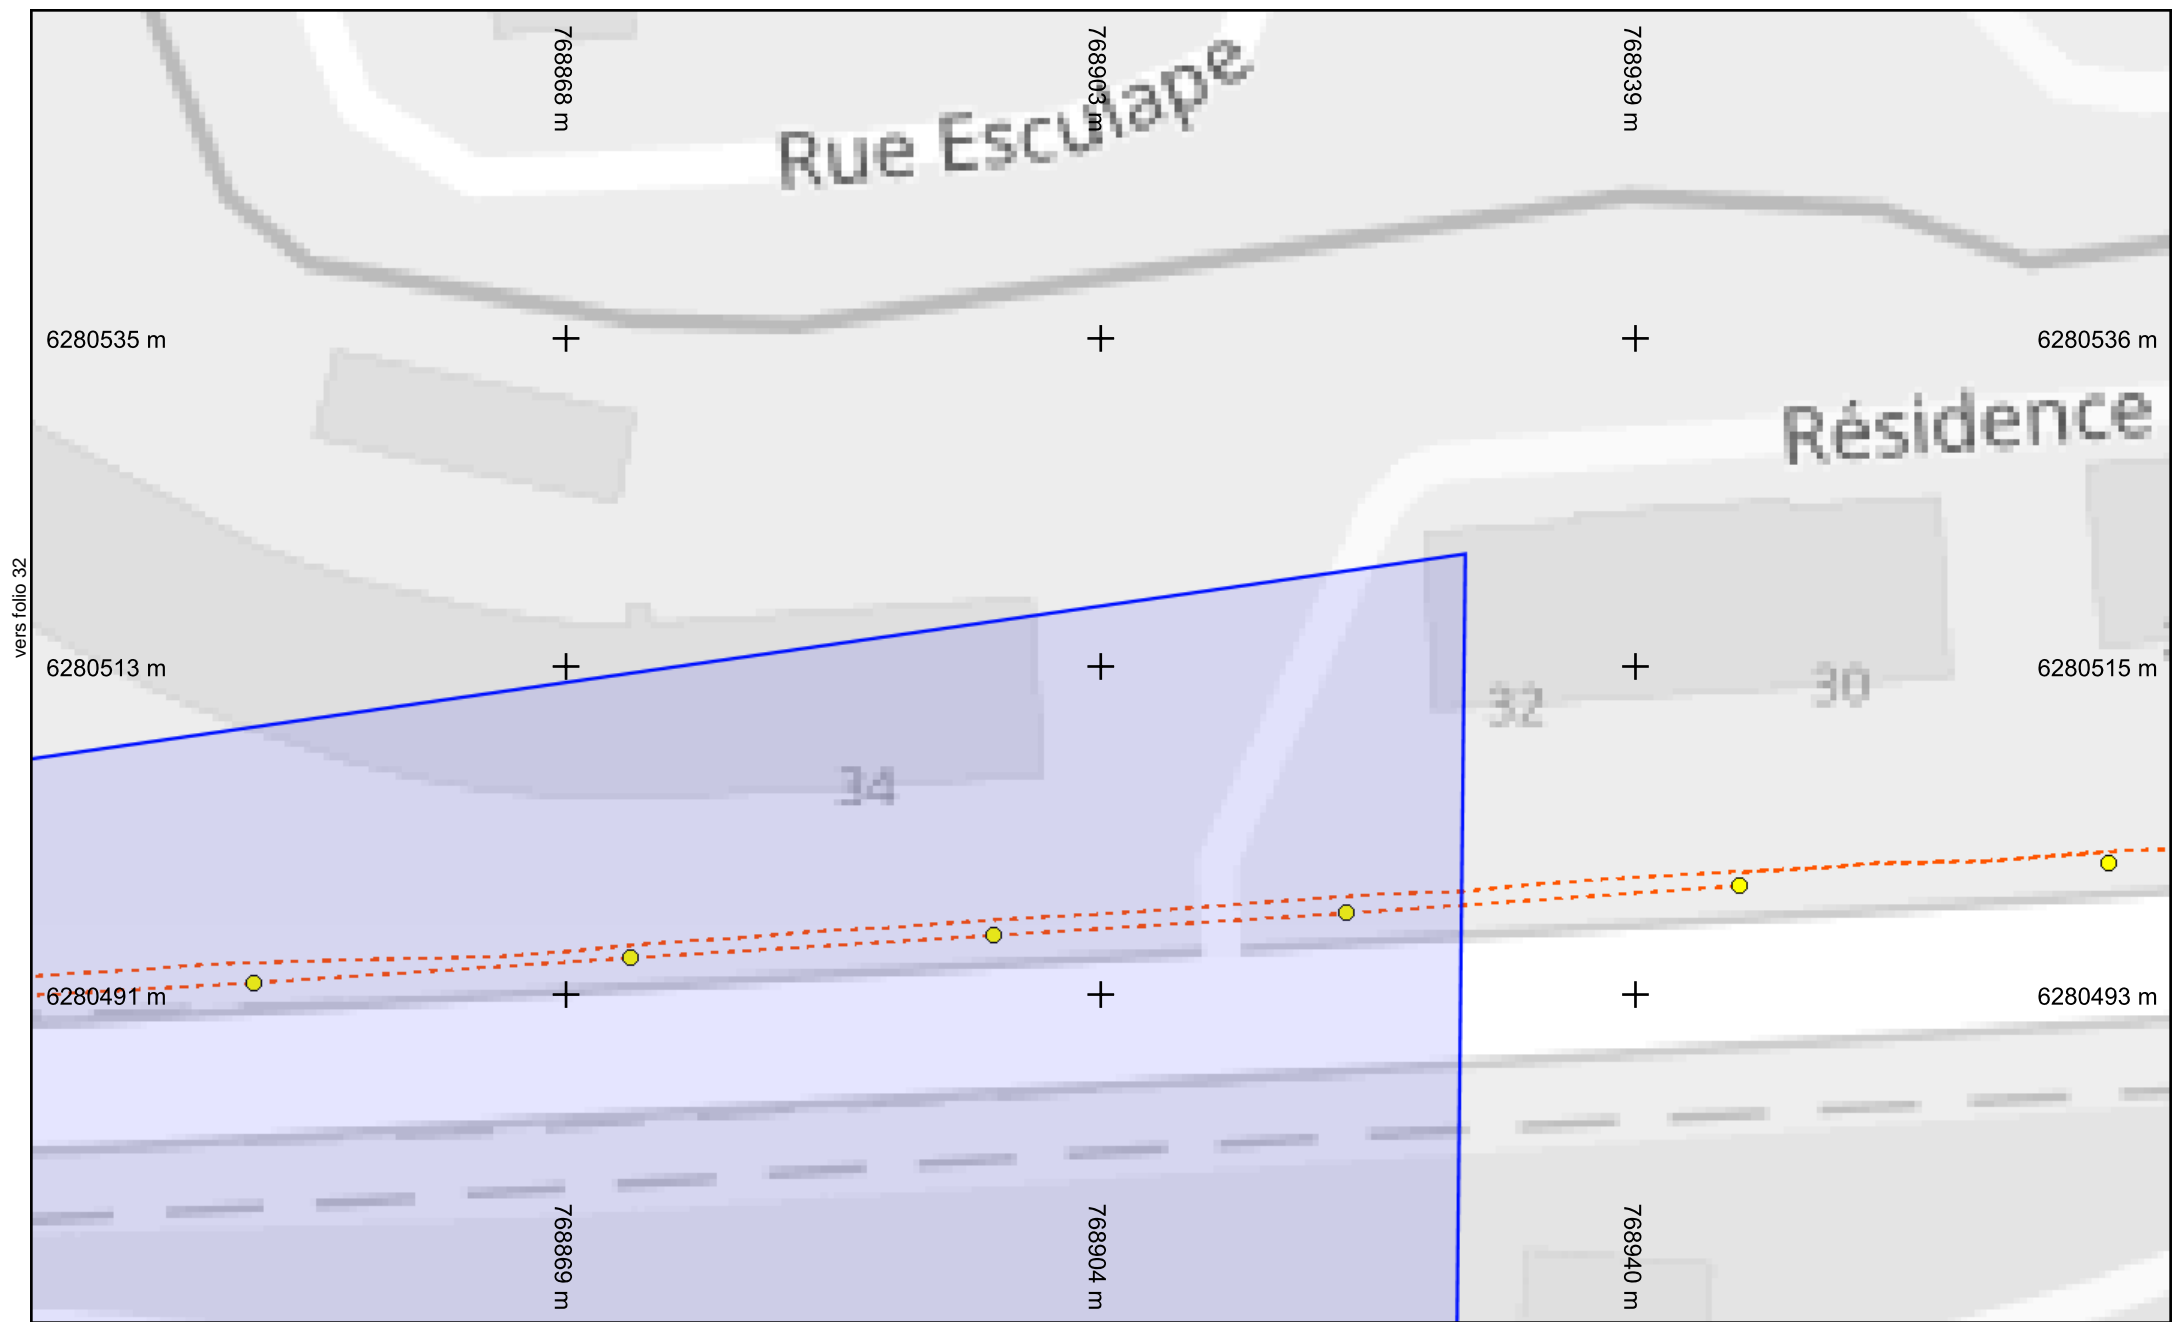 768868 m
768903 m
768939 m
Rue Esculape
6280535 m
6280536 m
Résidence
vers folio 32
6280513 m
6280515 m
32
30
34
6280491 m
6280493 m
768869 m
768904 m
768940 m